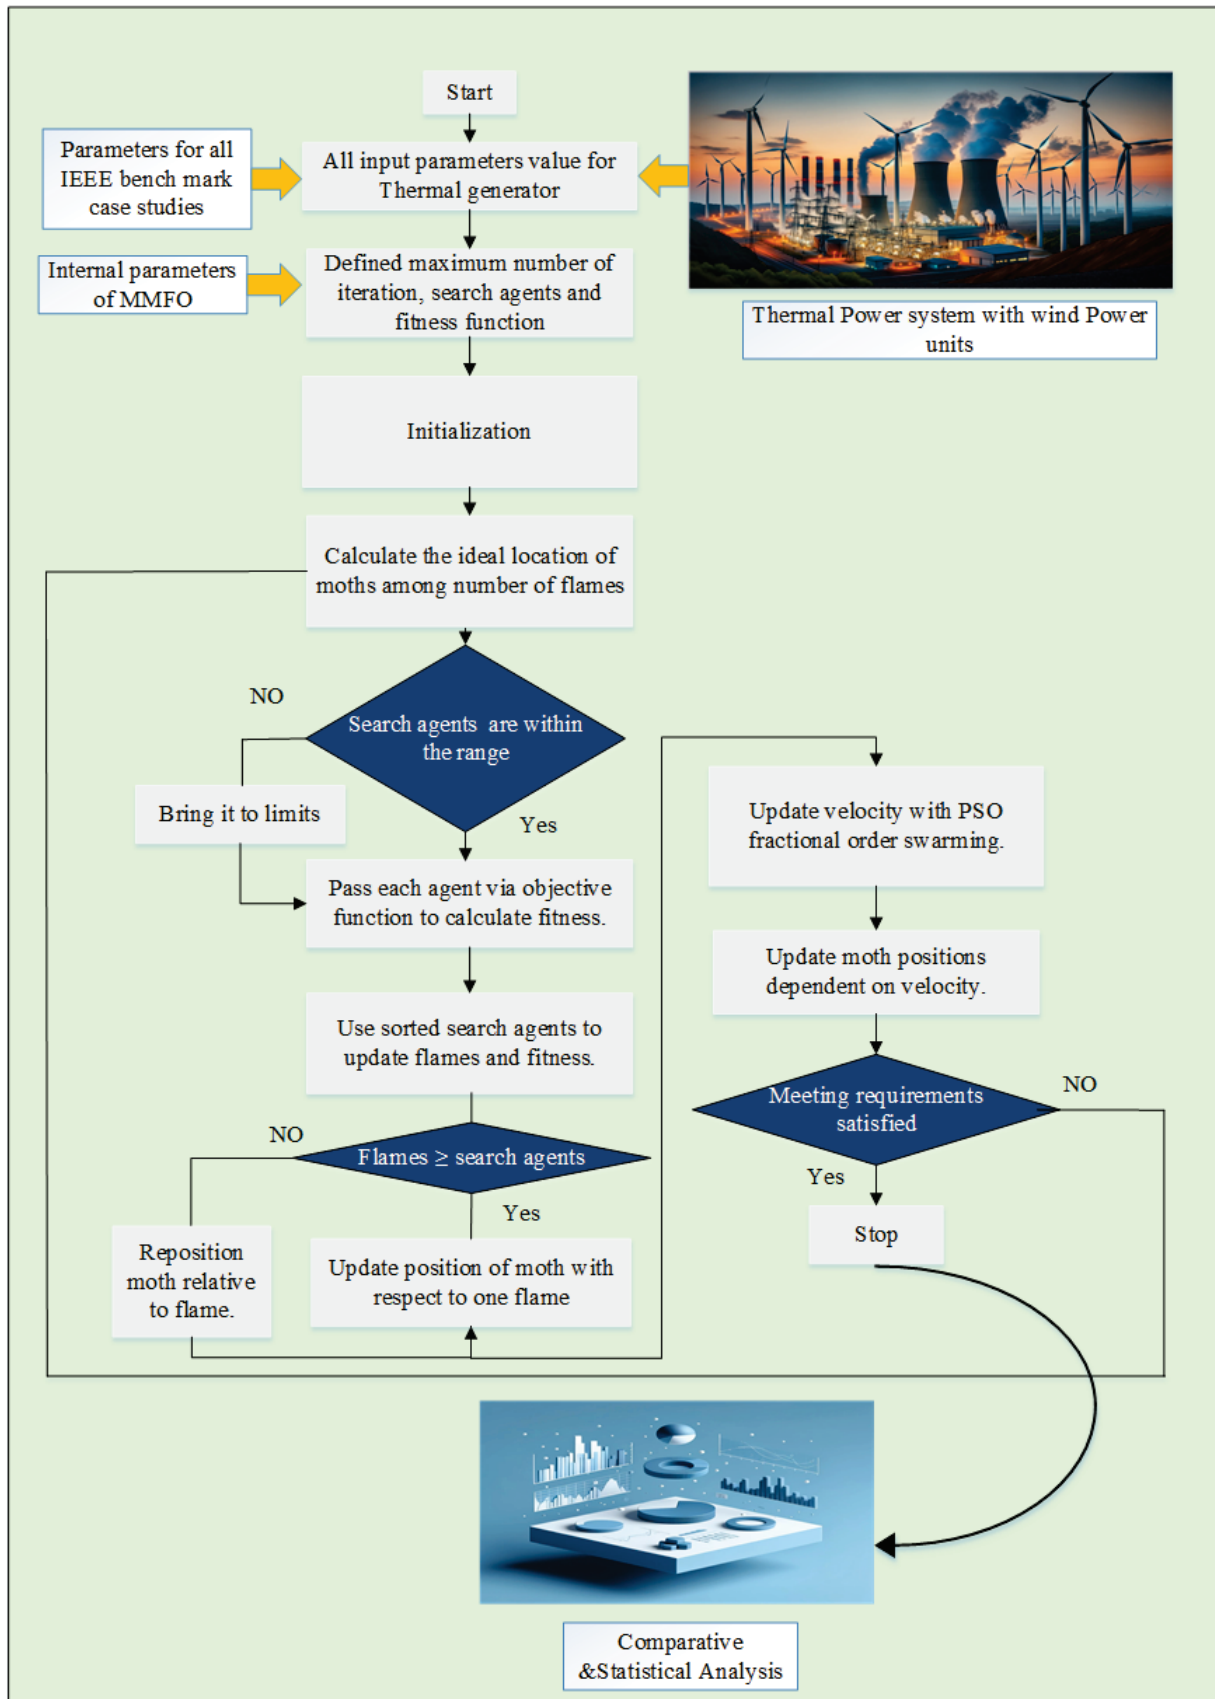 Start
Parameters for all
IEEE bench mark
case studies
All input parameters value for
Thermal generator
Internal parameters
of MMFO
Defined maximum number of
iteration, search agents and
fitness function
Thermal Power system with wind Power
units
Initialization
Calculate the ideal location of
moths among number of flames
NO
Search agents are within
the range
Bring it to limits
Yes
Pass each agent via objective
function to calculate fitness.
Use sorted search agents to
update flames and fitness.
NO
Flames ≥ search agents
Yes
Reposition
moth relative
to flame.
Update position of moth with
respect to one flame
Update velocity with PSO
fractional order swarming.
Update moth positions
dependent on velocity.
Meeting requirements
satisfied
NO
Yes
Stop
Comparative
&Statistical Analysis